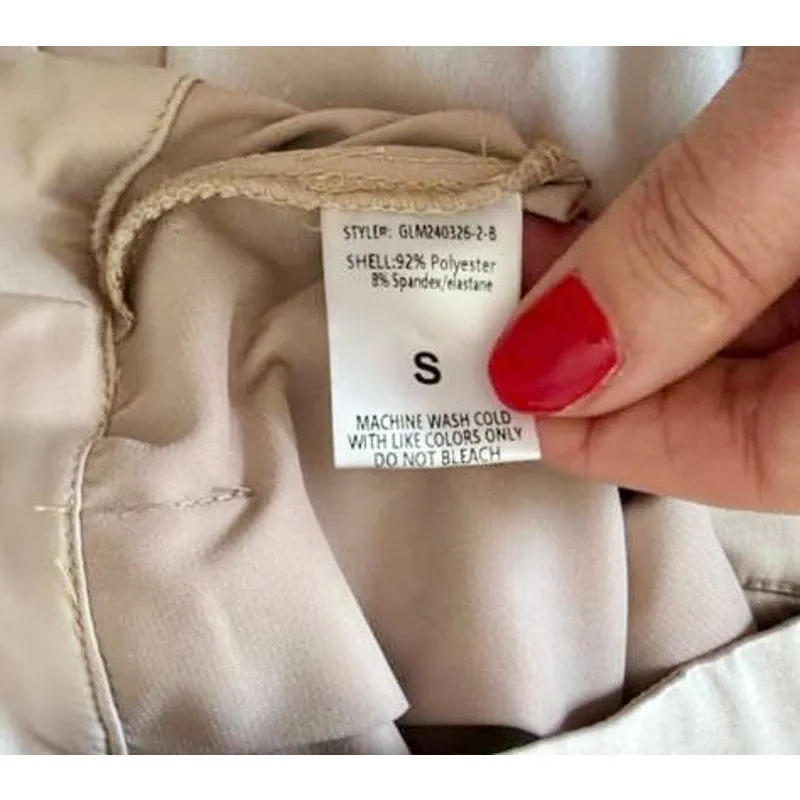 STYLE#: GLM240326-2-B
SHELL:92% Polyester
8% Spandex/elastane
S
MACHINE WASH COLD
WITH LIKE COLORS ONLY
DO NOT BLEACH